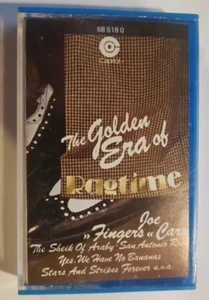 68 518 0
Capitol
The Golden
Era of
Ragtime
Joe
»Fingers« Carr
The Sheik Of Araby · San Antonio Rose
Yes, We Have No Bananas
Stars And Stripes Forever u.v.a.